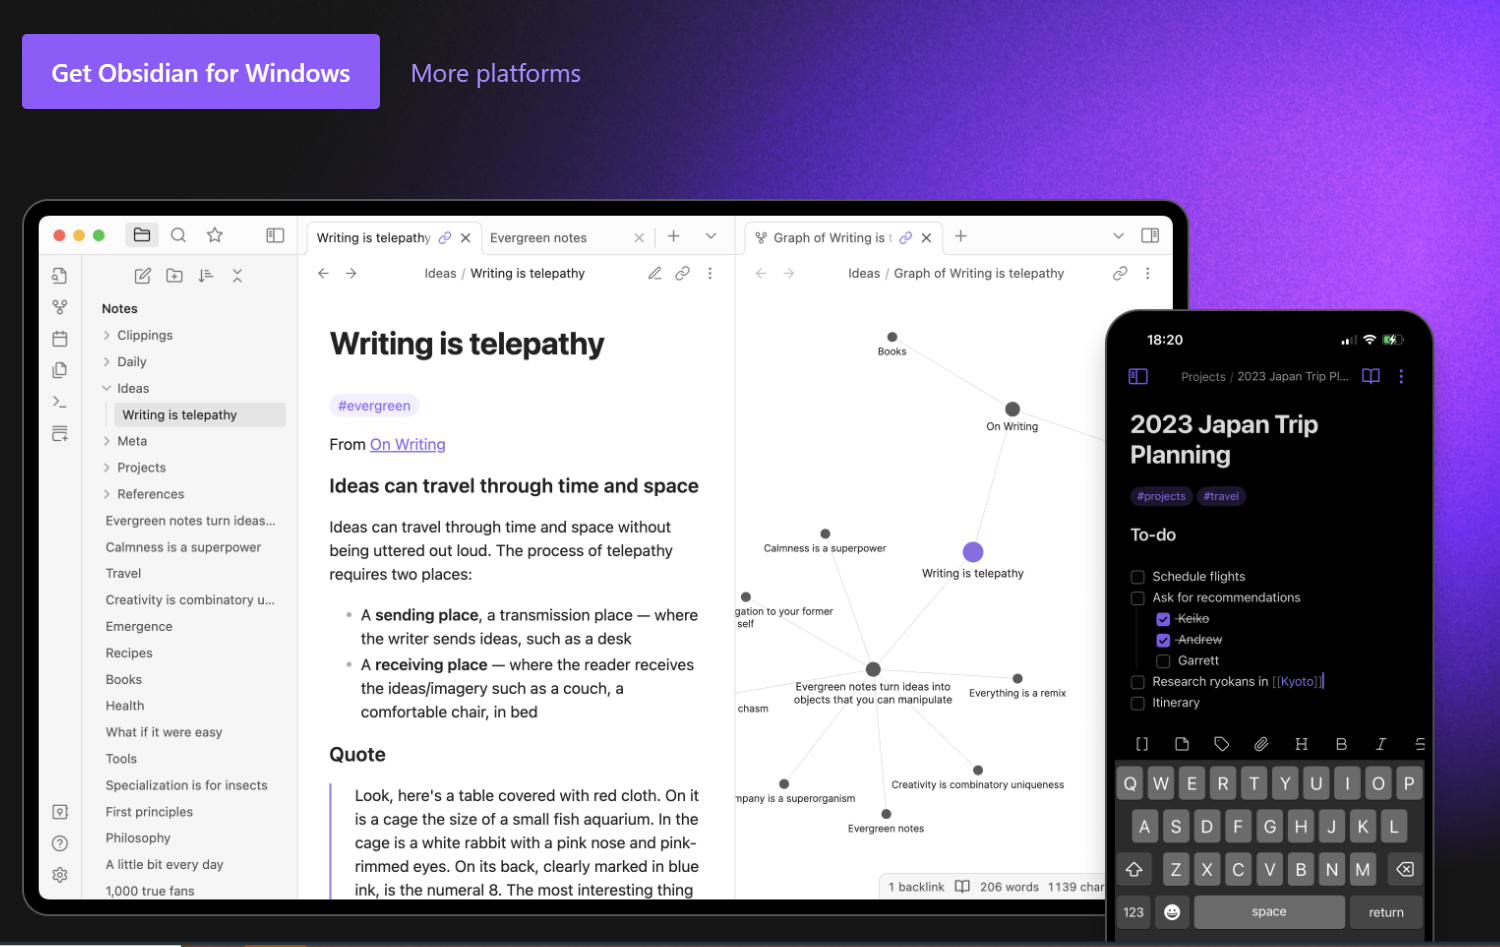 Get Obsidian for Windows
More platforms
Writing is telepathy
Evergreen notes
Graph of Writing is
Ideas / Writing is telepathy
Ideas / Graph of Writing is telepathy
Notes
Clippings
Daily
Ideas
Writing is telepathy
Meta
Projects
References
Evergreen notes turn ideas...
Calmness is a superpower
Travel
Creativity is combinatory u...
Emergence
Recipes
Books
Health
What if it were easy
Tools
Specialization is for insects
First principles
Philosophy
A little bit every day
1,000 true fans
Writing is telepathy
#evergreen
From On Writing
Ideas can travel through time and space
Ideas can travel through time and space without
being uttered out loud. The process of telepathy
requires two places:
• A sending place, a transmission place — where
the writer sends ideas, such as a desk
• A receiving place — where the reader receives
the ideas/imagery such as a couch, a
comfortable chair, in bed
Quote
Look, here's a table covered with red cloth. On it
is a cage the size of a small fish aquarium. In the
cage is a white rabbit with a pink nose and pink-
rimmed eyes. On its back, clearly marked in blue
ink, is the numeral 8. The most interesting thing
Books
On Writing
Calmness is a superpower
Writing is telepathy
gation to your former
self
Evergreen notes turn ideas into
objects that you can manipulate
Everything is a remix
chasm
Creativity is combinatory uniqueness
mpany is a superorganism
Evergreen notes
1 backlink 206 words 1139 char
18:20
Projects / 2023 Japan Trip Pl...
2023 Japan Trip
Planning
#projects #travel
To-do
Schedule flights
Ask for recommendations
Keiko
Andrew
Garrett
Research ryokans in [[Kyoto]]
Itinerary
[] H B I S
Q W E R T Y U I O P
A S D F G H J K L
Z X C V B N M
123 space return